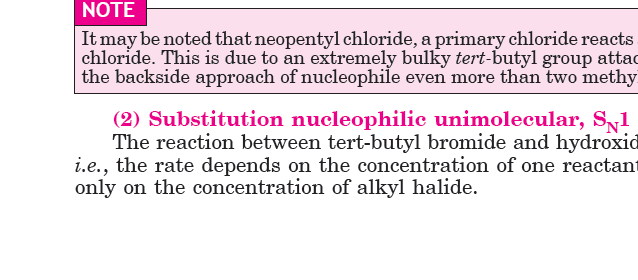 NOTE
It may be noted that neopentyl chloride, a primary chloride reacts
chloride. This is due to an extremely bulky tert-butyl group attac
the backside approach of nucleophile even more than two methy
(2) Substitution nucleophilic unimolecular, SN1
The reaction between tert-butyl bromide and hydroxid
i.e., the rate depends on the concentration of one reactant
only on the concentration of alkyl halide.